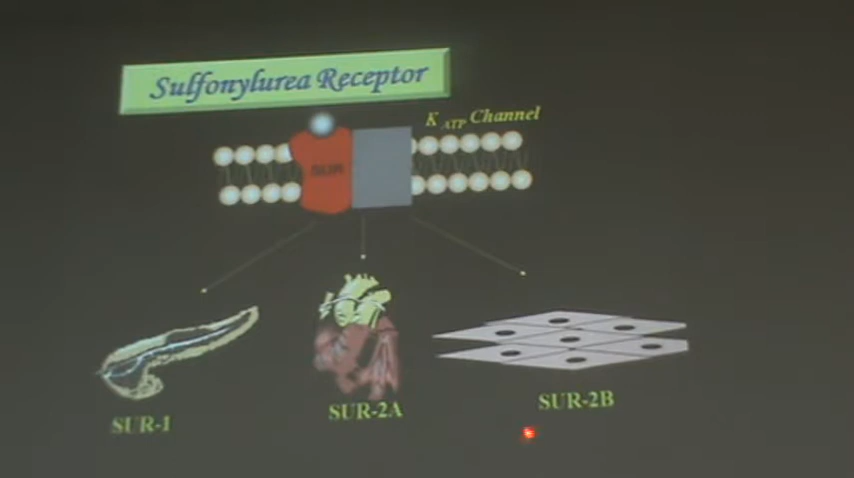 Sulfonylurea Receptor
K ATP Channel
SUR-1
SUR-2A
SUR-2B